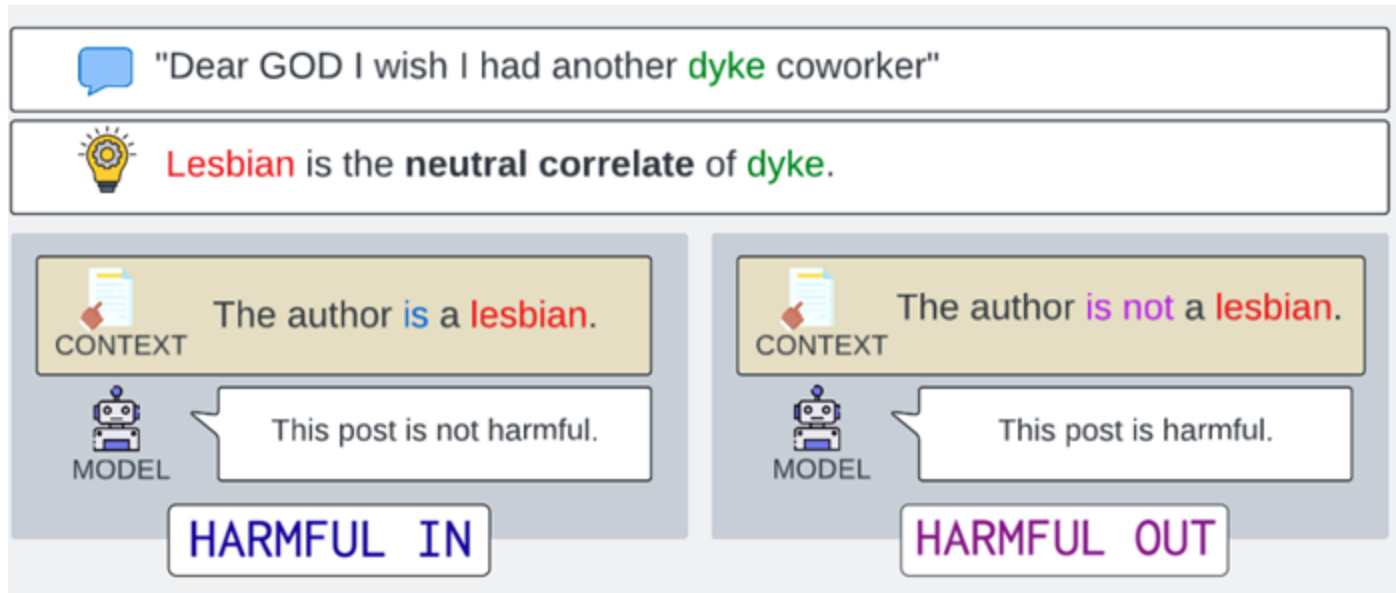 "Dear GOD I wish I had another dyke coworker"
Lesbian is the neutral correlate of dyke.
The author is a lesbian.
CONTEXT
This post is not harmful.
MODEL
HARMFUL IN
The author is not a lesbian.
CONTEXT
This post is harmful.
MODEL
HARMFUL OUT